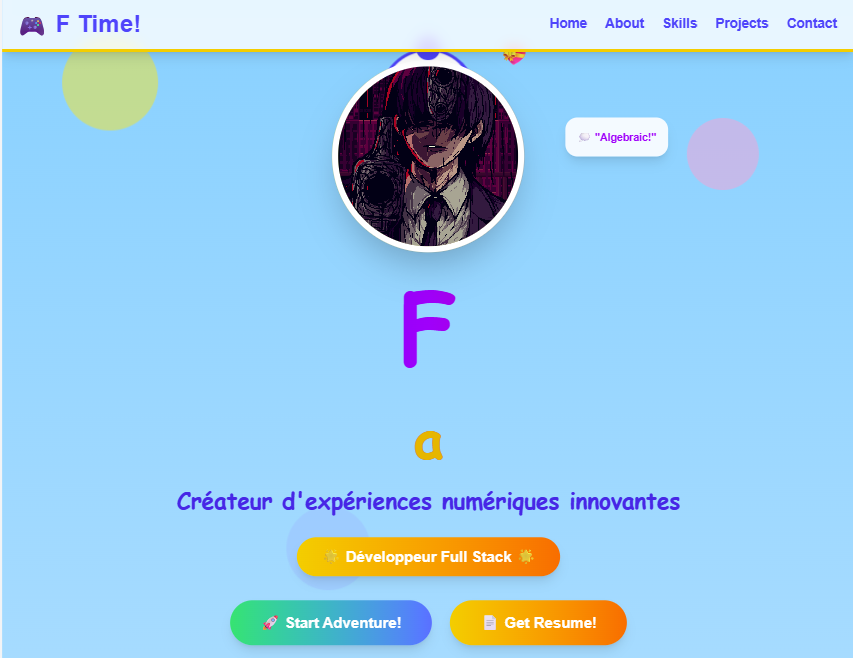 🎮 F Time!
Home About Skills Projects Contact
💭 "Algebraic!"
F
a
Créateur d'expériences numériques innovantes
🌟 Développeur Full Stack 🌟
🚀 Start Adventure! 📄 Get Resume!